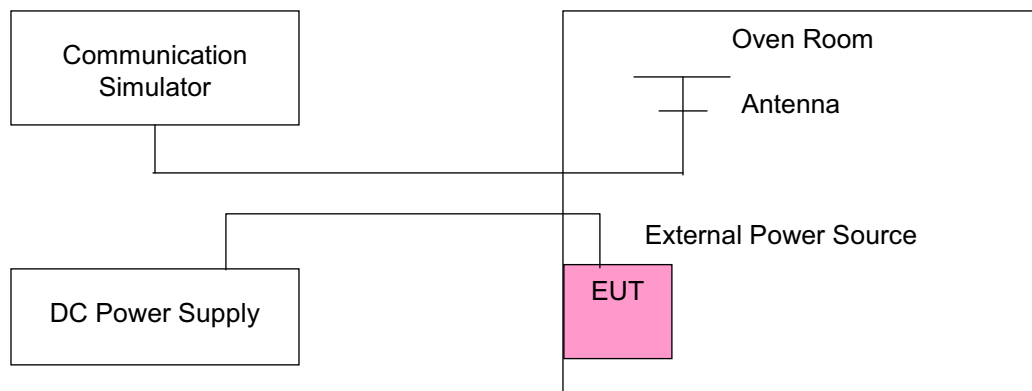 Communication
Simulator
Oven Room
Antenna
External Power Source
DC Power Supply
EUT